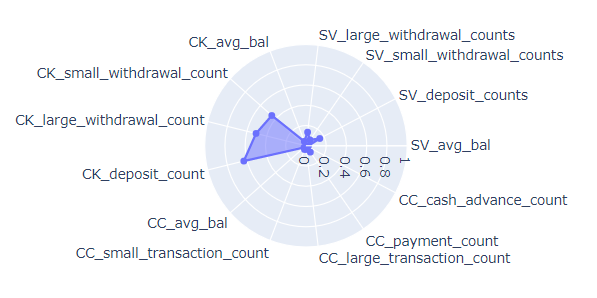 SV_large_withdrawal_counts
CK_avg_bal
SV_small_withdrawal_counts
CK_small_withdrawal_count
SV_deposit_counts
CK_large_withdrawal_count
SV_avg_bal
0
0.2
0.4
0.6
0.8
1
CK_deposit_count
CC_cash_advance_count
CC_avg_bal
CC_payment_count
CC_small_transaction_count
CC_large_transaction_count